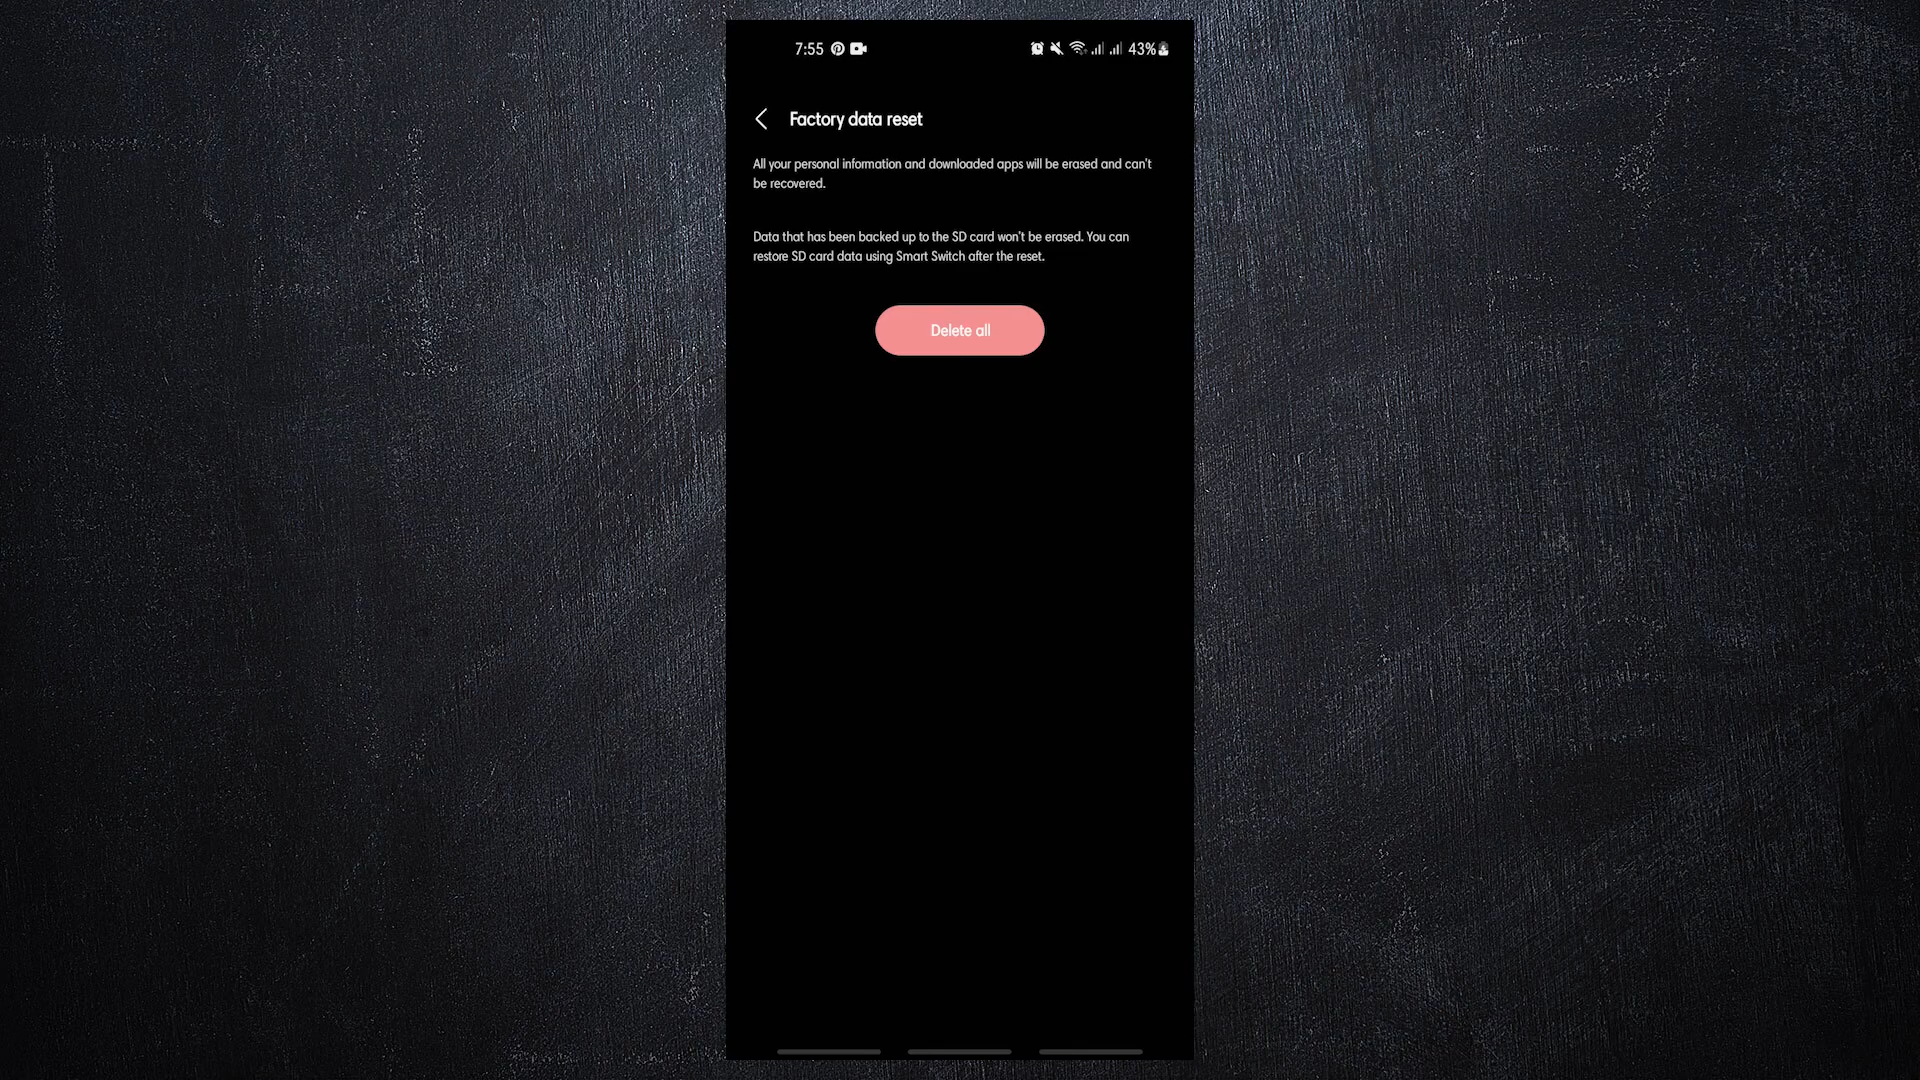 7:55 43%
Factory data reset
All your personal information and downloaded apps will be erased and can't
be recovered.
Data that has been backed up to the SD card won't be erased. You can
restore SD card data using Smart Switch after the reset.
Delete all